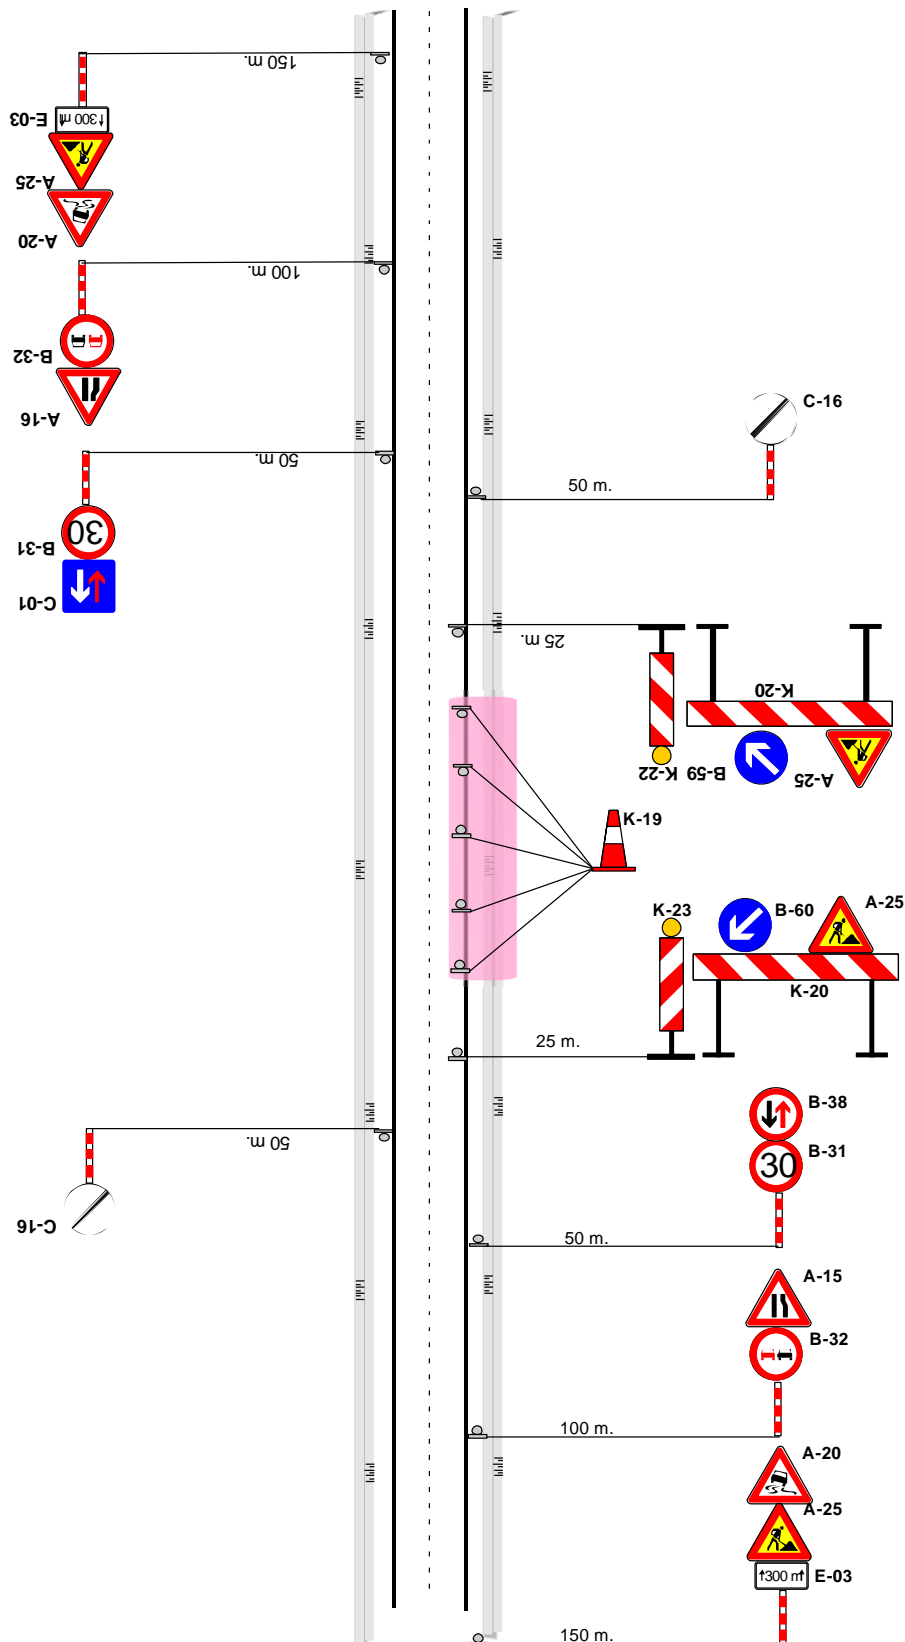 150 m.
E-03
300 m
A-25
A-20
100 m.
B-32
A-16
C-16
50 m.
50 m.
30
B-31
C-01
25 m.
K-20
K-22
B-59
A-25
K-19
K-23
B-60
A-25
K-20
25 m.
B-38
50 m.
B-31
30
C-16
50 m.
A-15
B-32
100 m.
A-20
A-25
300 m
E-03
150 m.